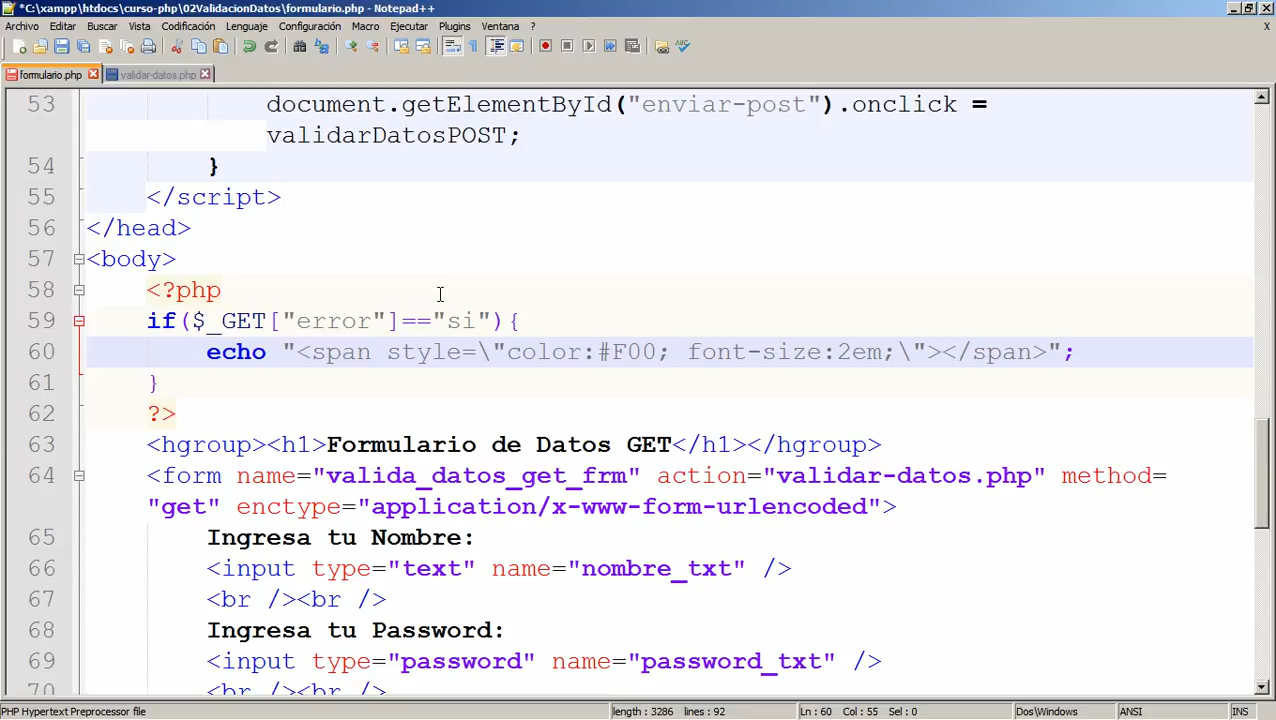 *C:\xampp\htdocs\curso-php\02ValidacionDatos\formulario.php - Notepad++
Archivo Editar Buscar Vista Codificación Lenguaje Configuración Macro Ejecutar Plugins Ventana ? X
formulario.php validar-datos.php
53 document.getElementById("enviar-post").onclick =
validarDatosPOST;
54 }
55 </script>
56 </head>
57 <body>
58 <?php
59 if($_GET["error"]=="si"){
60 echo "<span style=\"color:#F00; font-size:2em;\"></span>";
61 }
62 ?>
63 <hgroup><h1>Formulario de Datos GET</h1></hgroup>
64 <form name="valida_datos_get_frm" action="validar-datos.php" method=
"get" enctype="application/x-www-form-urlencoded">
65 Ingresa tu Nombre:
66 <input type="text" name="nombre_txt" />
67 <br /><br />
68 Ingresa tu Password:
69 <input type="password" name="password_txt" />
70 <br /><br />
PHP Hypertext Preprocessor file length : 3286 lines : 92 Ln : 60 Col : 55 Sel : 0 Dos\Windows ANSI INS